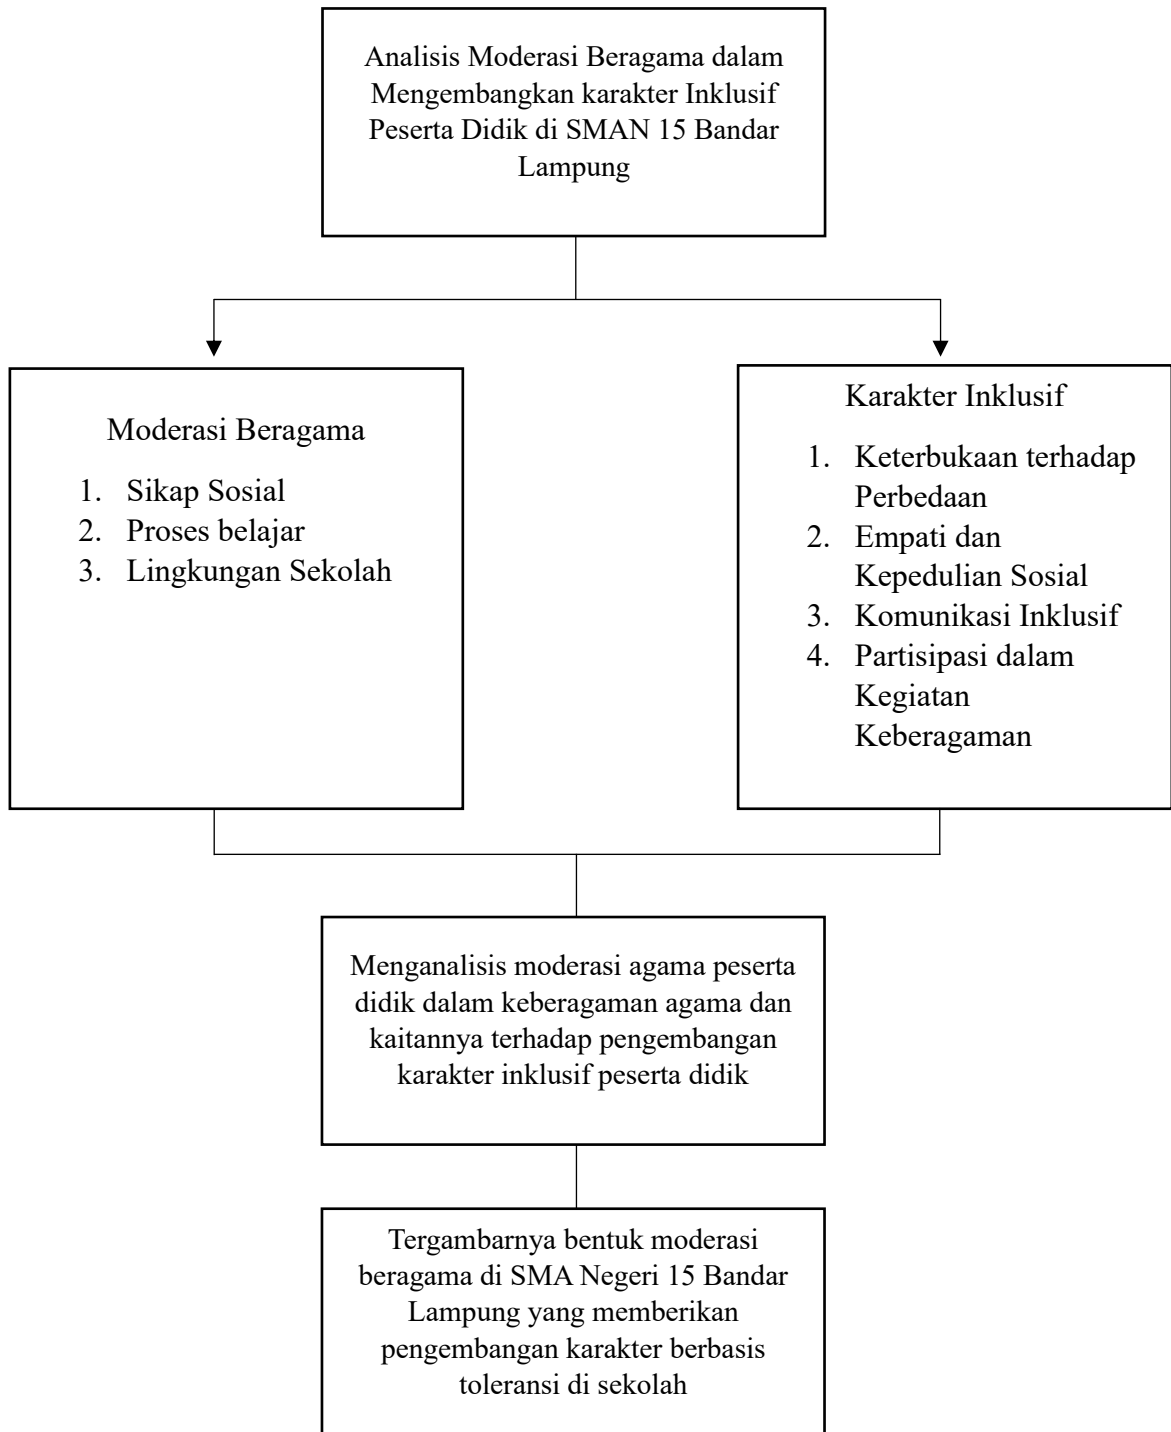 Analisis Moderasi Beragama dalam
Mengembangkan karakter Inklusif
Peserta Didik di SMAN 15 Bandar
Lampung
Moderasi Beragama
1. Sikap Sosial
2. Proses belajar
3. Lingkungan Sekolah
Karakter Inklusif
1. Keterbukaan terhadap
Perbedaan
2. Empati dan
Kepedulian Sosial
3. Komunikasi Inklusif
4. Partisipasi dalam
Kegiatan
Keberagaman
Menganalisis moderasi agama peserta
didik dalam keberagaman agama dan
kaitannya terhadap pengembangan
karakter inklusif peserta didik
Tergambarnya bentuk moderasi
beragama di SMA Negeri 15 Bandar
Lampung yang memberikan
pengembangan karakter berbasis
toleransi di sekolah